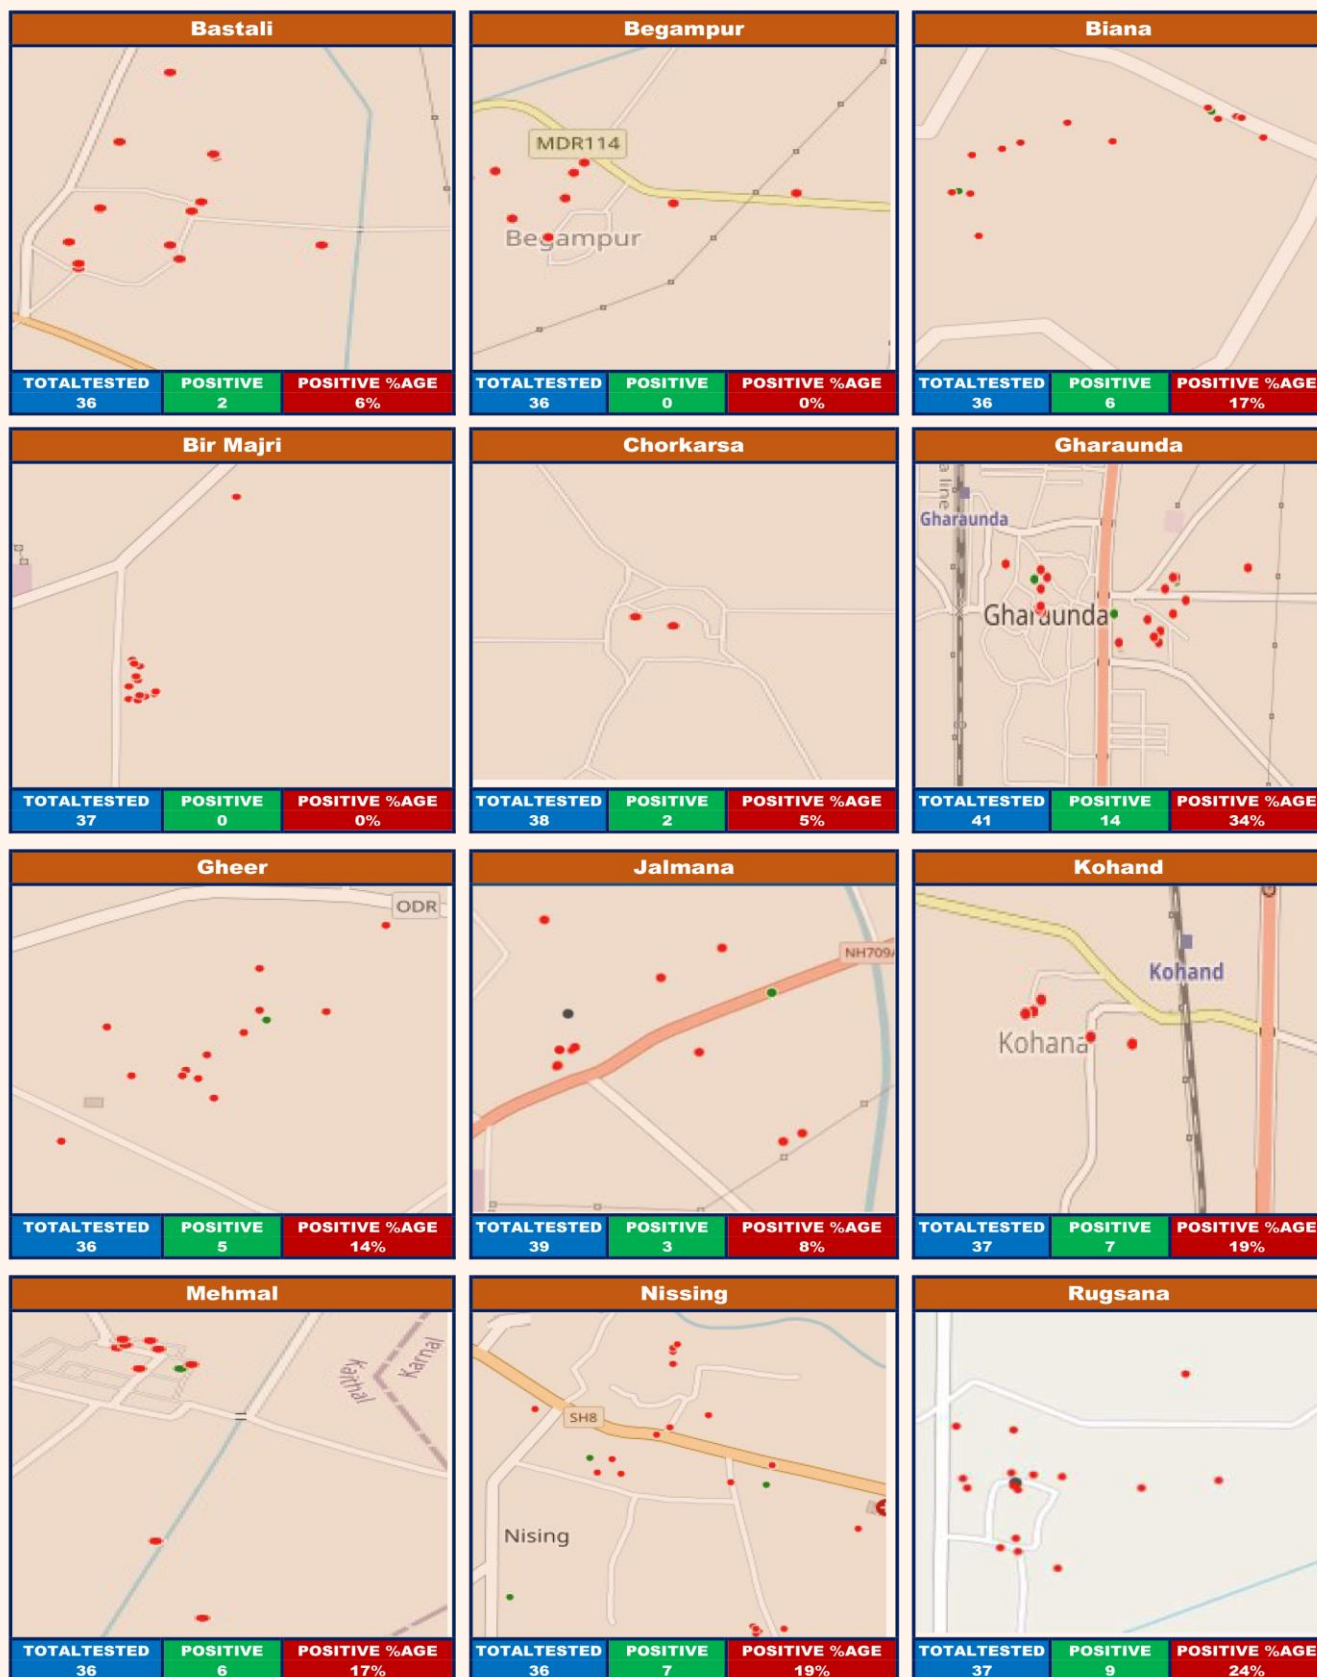 Bastali
TOTALTESTED POSITIVE POSITIVE %AGE
36 2 6%
Begampur
MDR114
Begampur
TOTALTESTED POSITIVE POSITIVE %AGE
36 0 0%
Biana
TOTALTESTED POSITIVE POSITIVE %AGE
36 6 17%
Bir Majri
TOTALTESTED POSITIVE POSITIVE %AGE
37 0 0%
Chorkarsa
TOTALTESTED POSITIVE POSITIVE %AGE
38 2 5%
Gharaunda
a line
Gharaunda
Gharaunda
TOTALTESTED POSITIVE POSITIVE %AGE
41 14 34%
Gheer
ODR
TOTALTESTED POSITIVE POSITIVE %AGE
36 5 14%
Jalmana
NH709A
TOTALTESTED POSITIVE POSITIVE %AGE
39 3 8%
Kohand
Kohand
Kohana
TOTALTESTED POSITIVE POSITIVE %AGE
37 7 19%
Mehmal
Karnal
Kaithal
TOTALTESTED POSITIVE POSITIVE %AGE
36 6 17%
Nissing
SH8
Nising
TOTALTESTED POSITIVE POSITIVE %AGE
36 7 19%
Rugsana
TOTALTESTED POSITIVE POSITIVE %AGE
37 9 24%